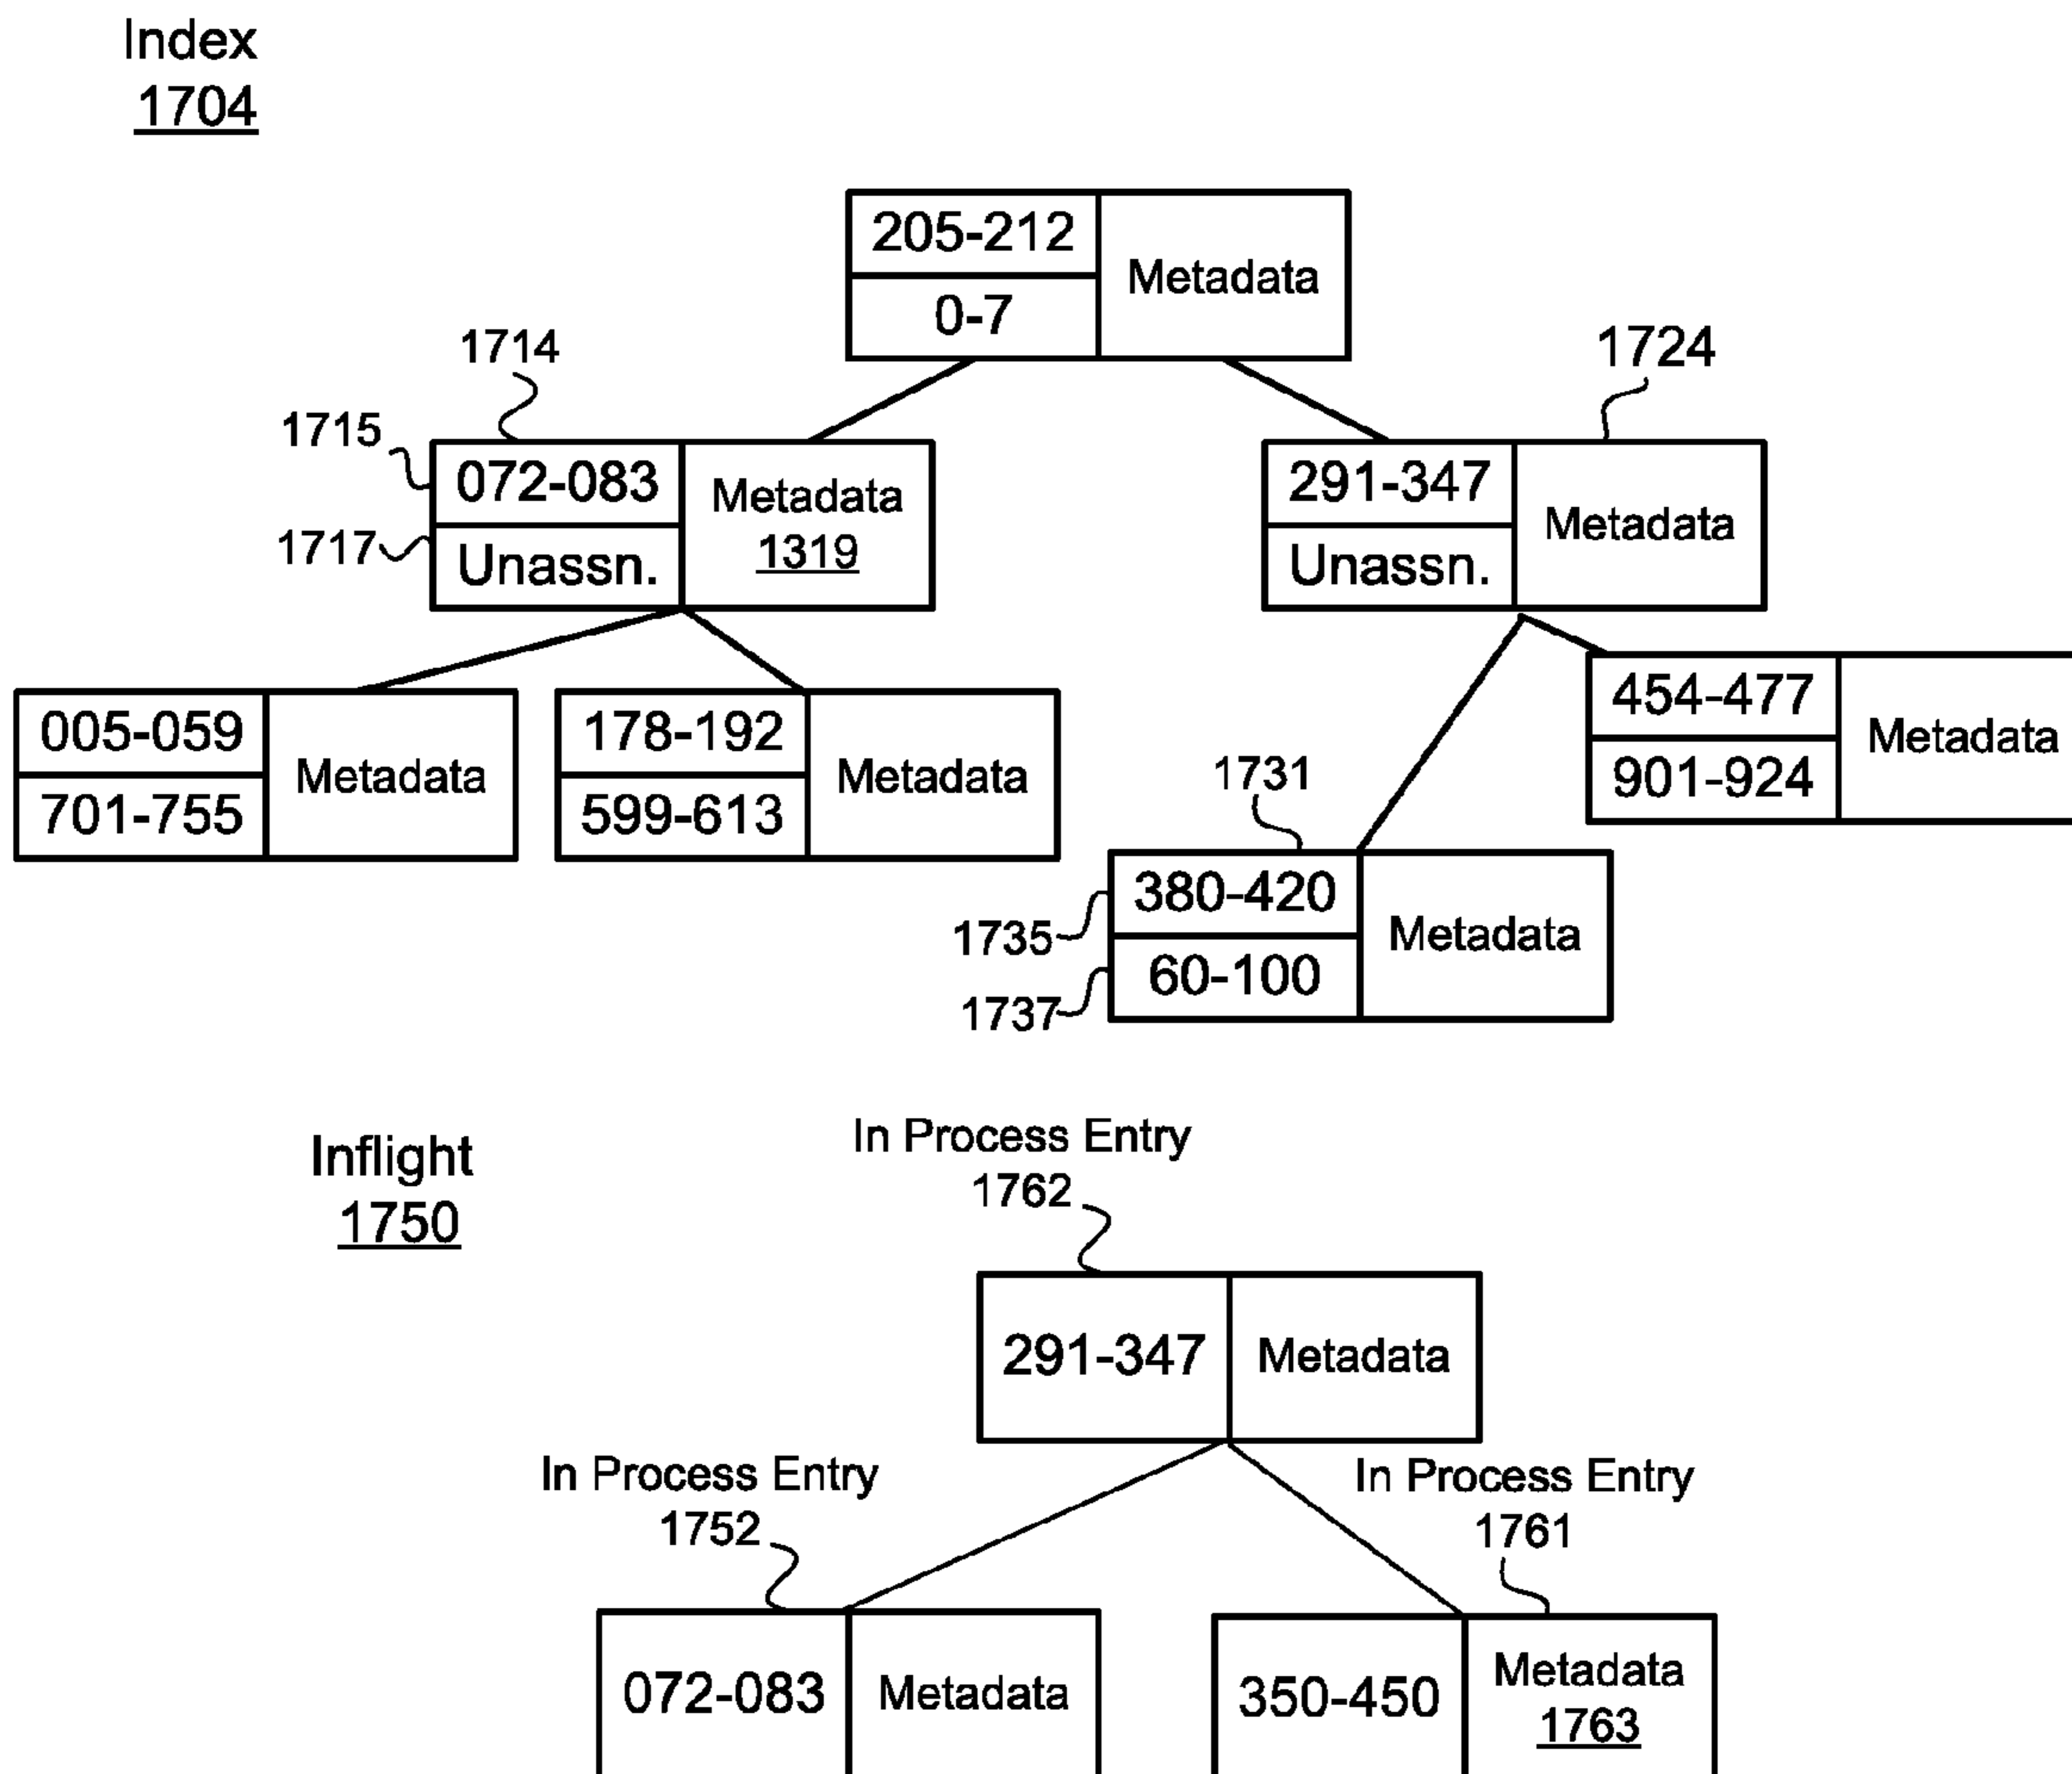 Index
1704
205-212
Metadata
0-7
1714
1724
1715
072-083
Metadata
1319
291-347
Metadata
1717
Unassn.
Unassn.
005-059
Metadata
701-755
178-192
Metadata
599-613
454-477
Metadata
901-924
1731
380-420
Metadata
1735
60-100
1737
Inflight
1750
In Process Entry
1762
291-347
Metadata
In Process Entry
1752
In Process Entry
1761
072-083
Metadata
350-450
Metadata
1763